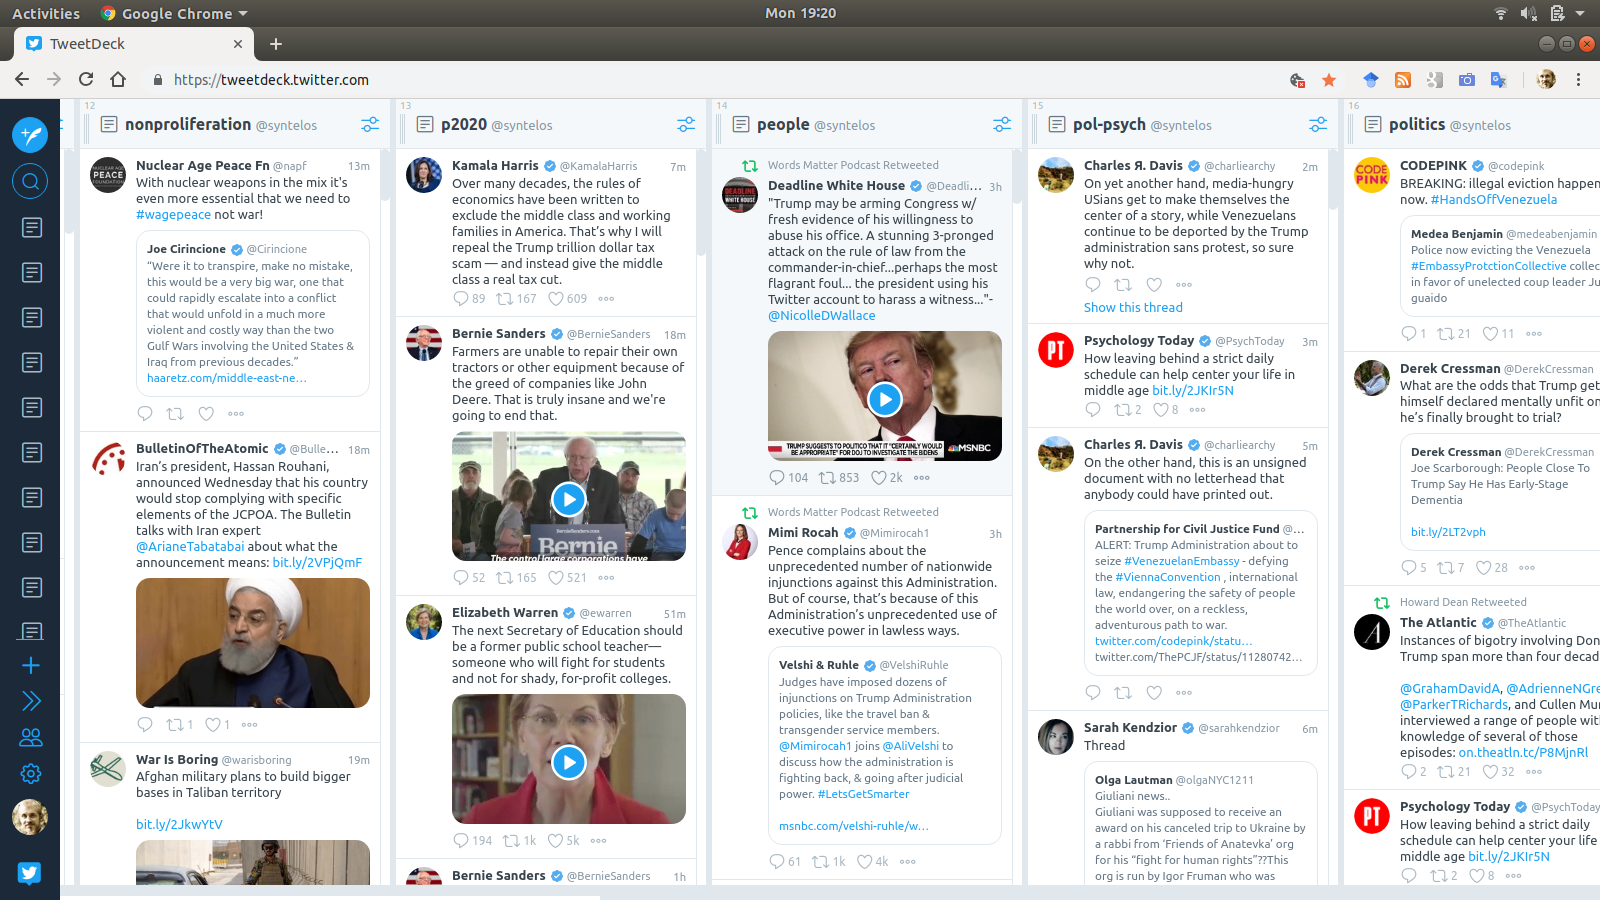 Activities
Google Chrome
Mon 19:20
TweetDeck
https://tweetdeck.twitter.com
12
nonproliferation @syntelos
Nuclear Age Peace Fn @napf 13m
With nuclear weapons in the mix it's
even more essential that we need to
#wagepeace not war!
Joe Cirincione @Cirincione
“Were it to transpire, make no mistake,
this would be a very big war, one that
could rapidly escalate into a conflict
that would unfold in a much more
violent and costly way than the two
Gulf Wars involving the United States &
Iraq from previous decades.”
haaretz.com/middle-east-ne…
BulletinOfTheAtomic @Bulle… 18m
Iran’s president, Hassan Rouhani,
announced Wednesday that his country
would stop complying with specific
elements of the JCPOA. The Bulletin
talks with Iran expert
@ArianeTabatabai about what the
announcement means: bit.ly/2VPjQmF
1 1
War Is Boring @warisboring 19m
Afghan military plans to build bigger
bases in Taliban territory
bit.ly/2JkwYtV
13
p2020 @syntelos
Kamala Harris @KamalaHarris 7m
Over many decades, the rules of
economics have been written to
exclude the middle class and working
families in America. That’s why I will
repeal the Trump trillion dollar tax
scam — and instead give the middle
class a real tax cut.
89 167 609
Bernie Sanders @BernieSanders 18m
Farmers are unable to repair their own
tractors or other equipment because of
the greed of companies like John
Deere. That is truly insane and we're
going to end that.
Bernie
The control large corporations have
52 165 521
Elizabeth Warren @ewarren 51m
The next Secretary of Education should
be a former public school teacher—
someone who will fight for students
and not for shady, for-profit colleges.
194 1k 5k
Bernie Sanders @BernieSanders 1h
14
people @syntelos
Words Matter Podcast Retweeted
DEADLINE
WHITE HOUSE
Deadline White House @Deadli… 3h
"Trump may be arming Congress w/
fresh evidence of his willingness to
abuse his office. A stunning 3-pronged
attack on the rule of law from the
commander-in-chief...perhaps the most
flagrant foul... the president using his
Twitter account to harass a witness..."-
@NicolleDWallace
TRUMP SUGGESTS TO POLITICO THAT IT "CERTAINLY WOULD
BE APPROPRIATE" FOR DOJ TO INVESTIGATE THE BIDENS
MSNBC
104 853 2k
Words Matter Podcast Retweeted
Mimi Rocah @Mimirocah1 3h
Pence complains about the
unprecedented number of nationwide
injunctions against this Administration.
But of course, that’s because of this
Administration’s unprecedented use of
executive power in lawless ways.
Velshi & Ruhle @VelshiRuhle
Judges have imposed dozens of
injunctions on Trump Administration
policies, like the travel ban &
transgender service members.
@Mimirocah1 joins @AliVelshi to
discuss how the administration is
fighting back, & going after judicial
power. #LetsGetSmarter
msnbc.com/velshi-ruhle/w…
61 1k 4k
15
pol-psych @syntelos
Charles Я. Davis @charliearchy 2m
On yet another hand, media-hungry
USians get to make themselves the
center of a story, while Venezuelans
continue to be deported by the Trump
administration sans protest, so sure
why not.
Show this thread
PT
Psychology Today @PsychToday 3m
How leaving behind a strict daily
schedule can help center your life in
middle age bit.ly/2JKIr5N
2 8
Charles Я. Davis @charliearchy 5m
On the other hand, this is an unsigned
document with no letterhead that
anybody could have printed out.
Partnership for Civil Justice Fund @…
ALERT: Trump Administration about to
seize #VenezuelanEmbassy - defying
the #ViennaConvention , international
law, endangering the safety of people
the world over, on a reckless,
adventurous path to war.
twitter.com/codepink/statu…
twitter.com/ThePCJF/status/11280742…
Sarah Kendzior @sarahkendzior 6m
Thread
Olga Lautman @olgaNYC1211
Giuliani news..
Giuliani was supposed to receive an
award on his canceled trip to Ukraine by
a rabbi from ‘Friends of Anatevka’ org
for his “fight for human rights”??This
org is run by Igor Fruman who was
16
politics @syntelos
CODE
PINK
CODEPINK @codepink
BREAKING: illegal eviction happen
now. #HandsOffVenezuela
Medea Benjamin @medeabenjamin
Police now evicting the Venezuela
#EmbassyProtctionCollective collec
in favor of unelected coup leader Ju
guaido
1 21 11
Derek Cressman @DerekCressman
What are the odds that Trump get
himself declared mentally unfit on
he’s finally brought to trial?
Derek Cressman @DerekCressman
Joe Scarborough: People Close To
Trump Say He Has Early-Stage
Dementia
bit.ly/2LT2vph
5 7 28
Howard Dean Retweeted
A
The Atlantic @TheAtlantic
Instances of bigotry involving Don
Trump span more than four decad
@GrahamDavidA, @AdrienneNGre
@ParkerTRichards, and Cullen Mur
interviewed a range of people with
knowledge of several of those
episodes: on.theatln.tc/P8MjnRl
2 21 32
PT
Psychology Today @PsychToday
How leaving behind a strict daily
schedule can help center your life
middle age bit.ly/2JKIr5N
2 8